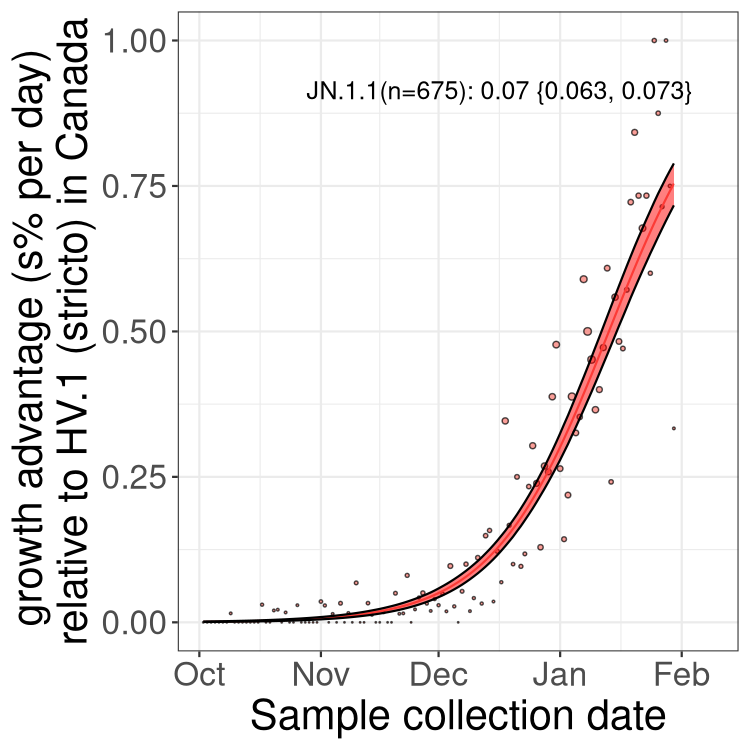 growth advantage (s% per day)
relative to HV.1 (stricto) in Canada
1.00
0.75
0.50
0.25
0.00
JN.1.1(n=675): 0.07 {0.063, 0.073}
Oct Nov Dec Jan Feb
Sample collection date